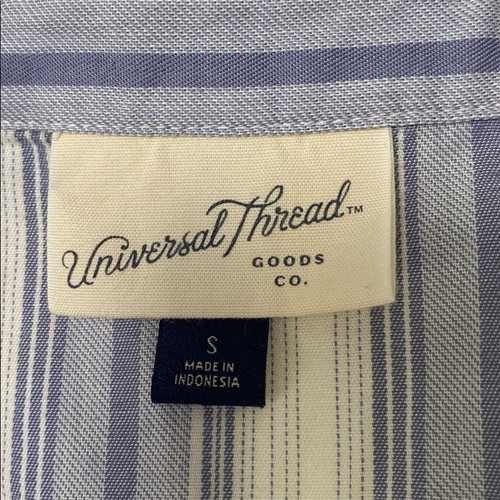 Universal Thread™
GOODS
CO.
S
MADE IN
INDONESIA